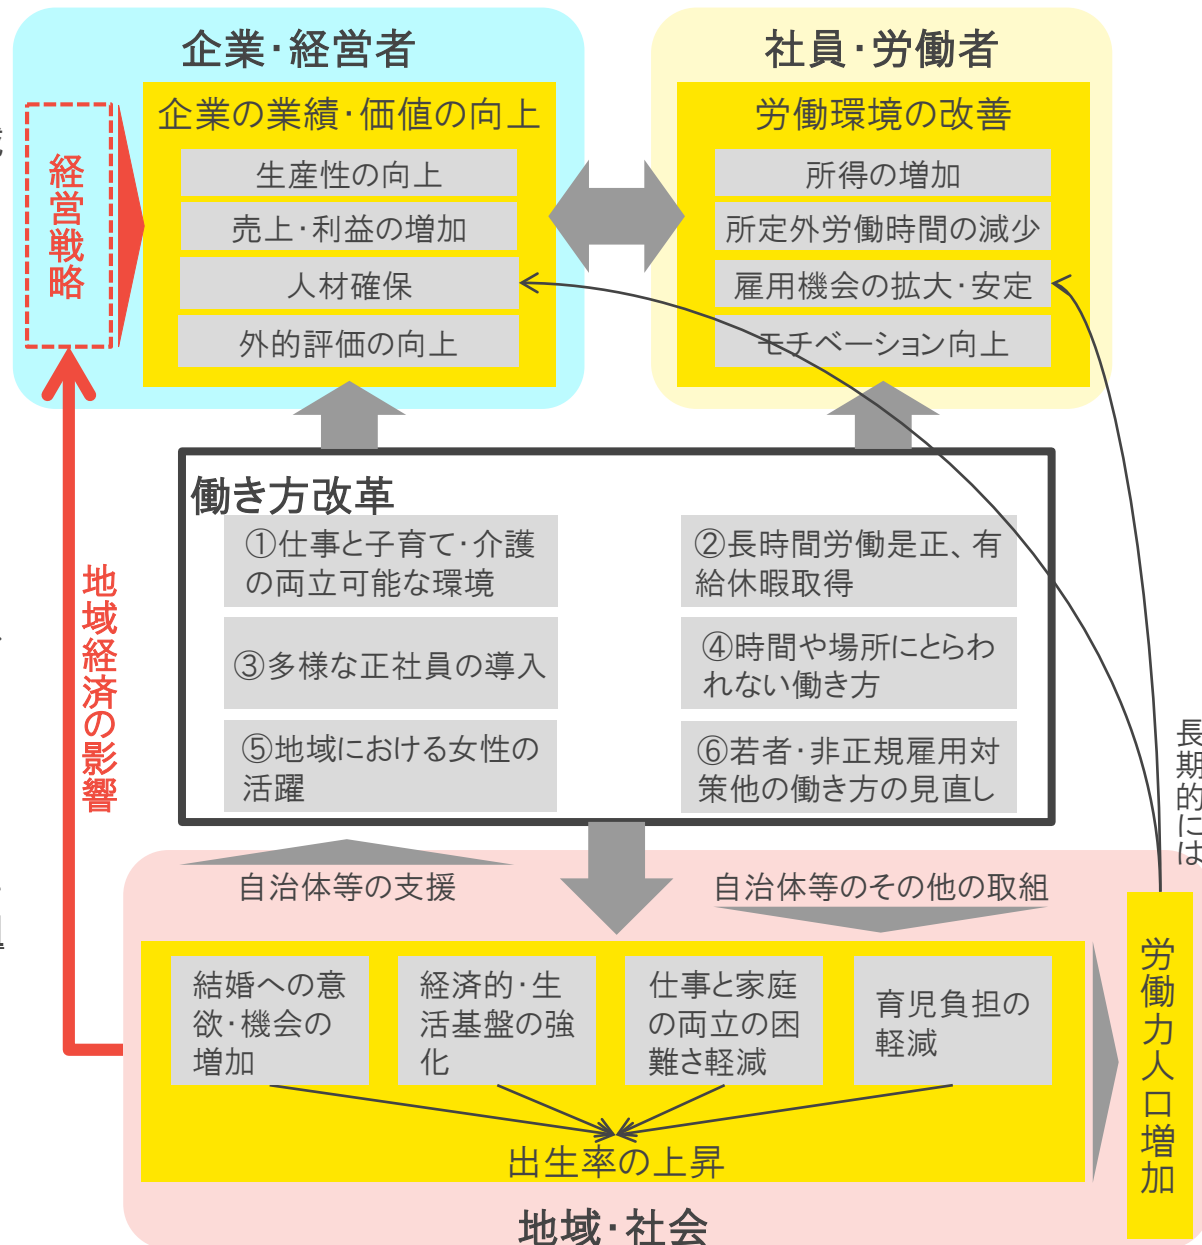 企業・経営者
企業の業績・価値の向上
生産性の向上
売上・利益の増加
人材確保
外的評価の向上
経営戦略
社員・労働者
労働環境の改善
所得の増加
所定外労働時間の減少
雇用機会の拡大・安定
モチベーション向上
働き方改革
①仕事と子育て・介護
の両立可能な環境
②長時間労働是正、有
給休暇取得
③多様な正社員の導入
④時間や場所にとらわ
れない働き方
⑤地域における女性の
活躍
⑥若者・非正規雇用対
策他の働き方の見直し
地域経済の影響
長期的には
自治体等の支援
自治体等のその他の取組
結婚への意
欲・機会の
増加
経済的・生
活基盤の強
化
仕事と家庭
の両立の困
難さ軽減
育児負担の
軽減
出生率の上昇
労働力人口増加
地域・社会